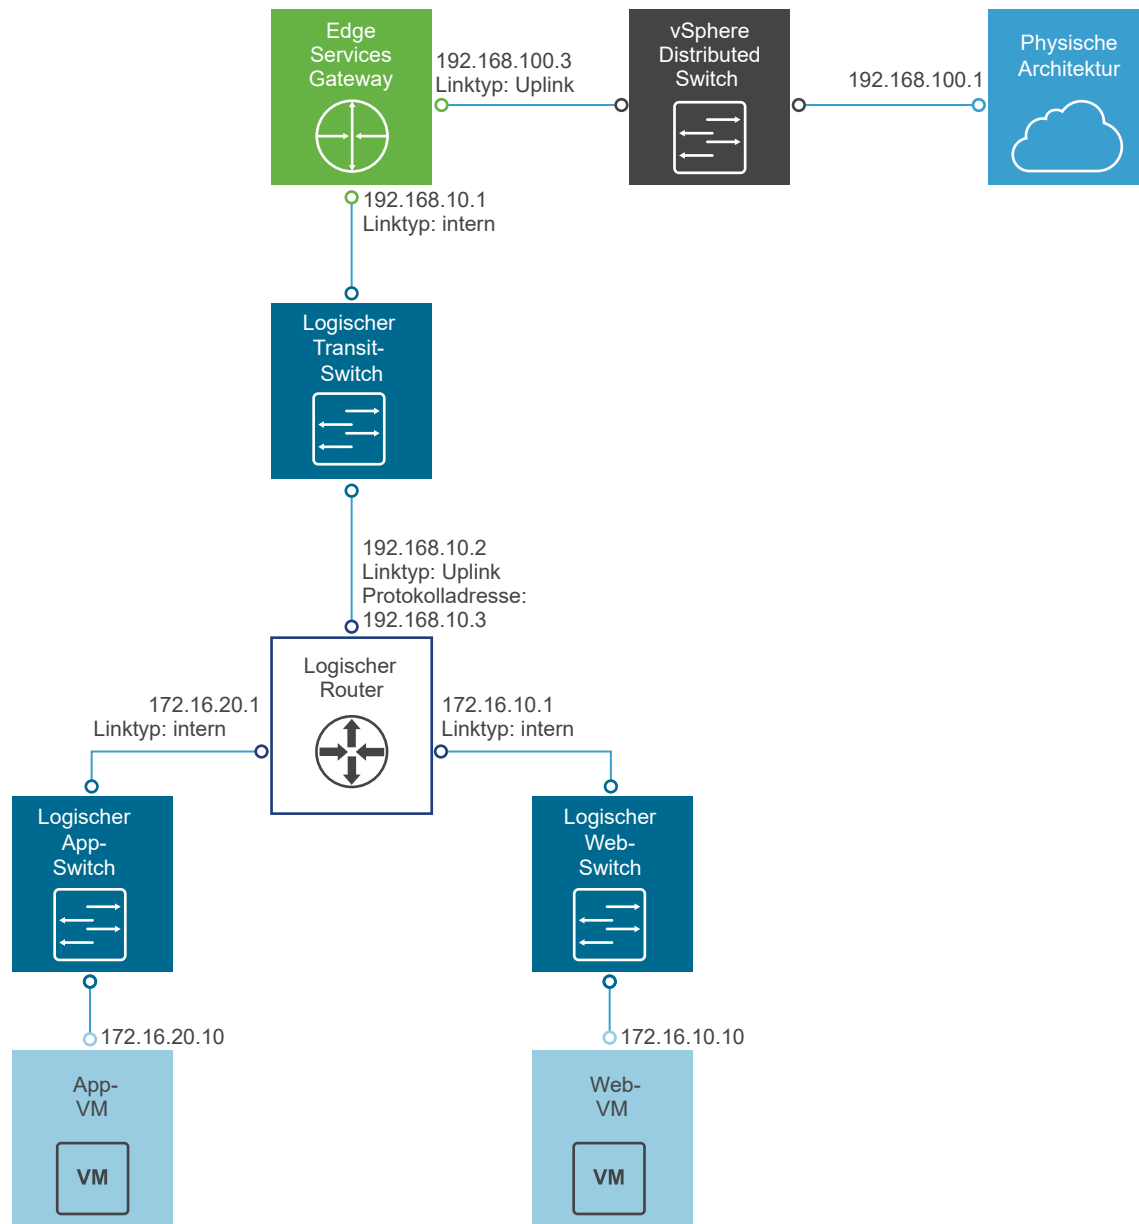 Edge
Services
Gateway
192.168.100.3
Linktyp: Uplink
vSphere
Distributed
Switch
192.168.100.1
Physische
Architektur
192.168.10.1
Linktyp: intern
Logischer
Transit-
Switch
192.168.10.2
Linktyp: Uplink
Protokolladresse:
192.168.10.3
Logischer
Router
172.16.20.1
Linktyp: intern
172.16.10.1
Linktyp: intern
Logischer
App-
Switch
Logischer
Web-
Switch
172.16.20.10
172.16.10.10
App-
VM
VM
Web-
VM
VM